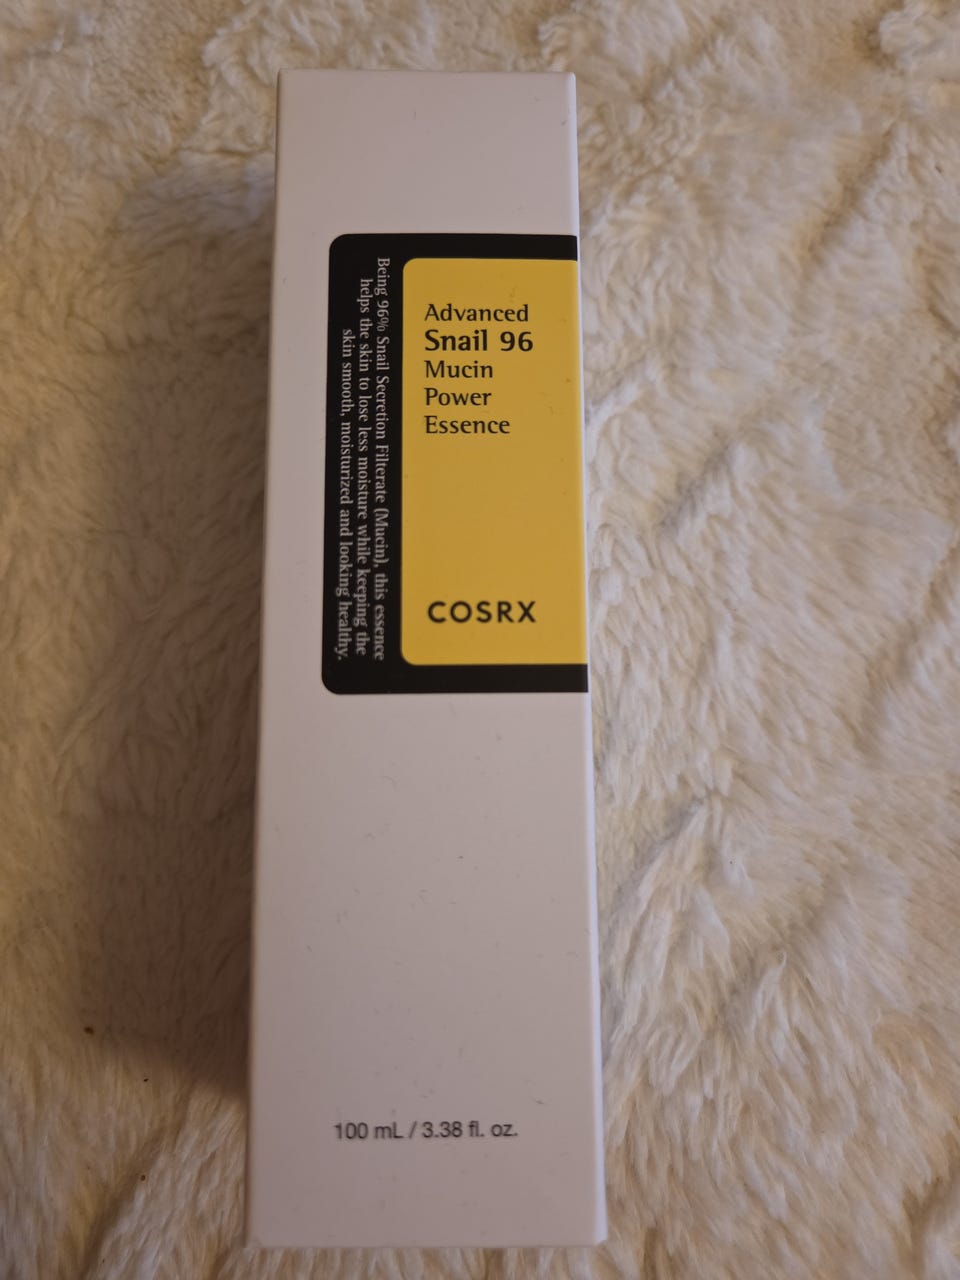 Advanced
Snail 96
Mucin
Power
Essence
COSRX
Being 96% Snail Secretion Filterate (Mucin), this essence
helps the skin to lose less moisture while keeping the
skin smooth, moisturized and looking healthy.
100 mL / 3.38 fl. oz.